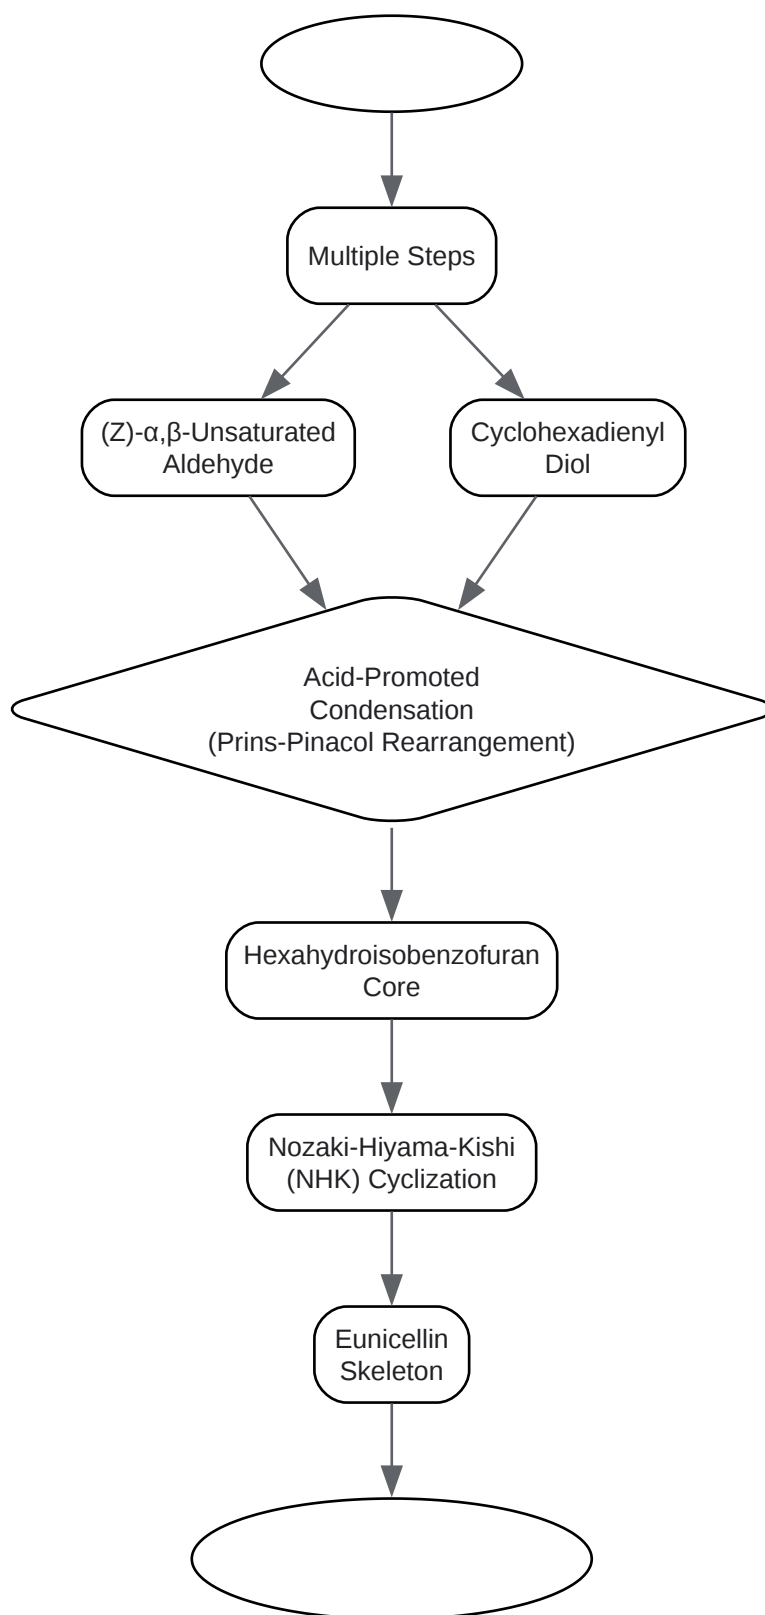 Multiple Steps
(Z)-α,β-Unsaturated
Aldehyde
Cyclohexadienyl
Diol
Acid-Promoted
Condensation
(Prins-Pinacol Rearrangement)
Hexahydroisobenzofuran
Core
Nozaki-Hiyama-Kishi
(NHK) Cyclization
Eunicellin
Skeleton